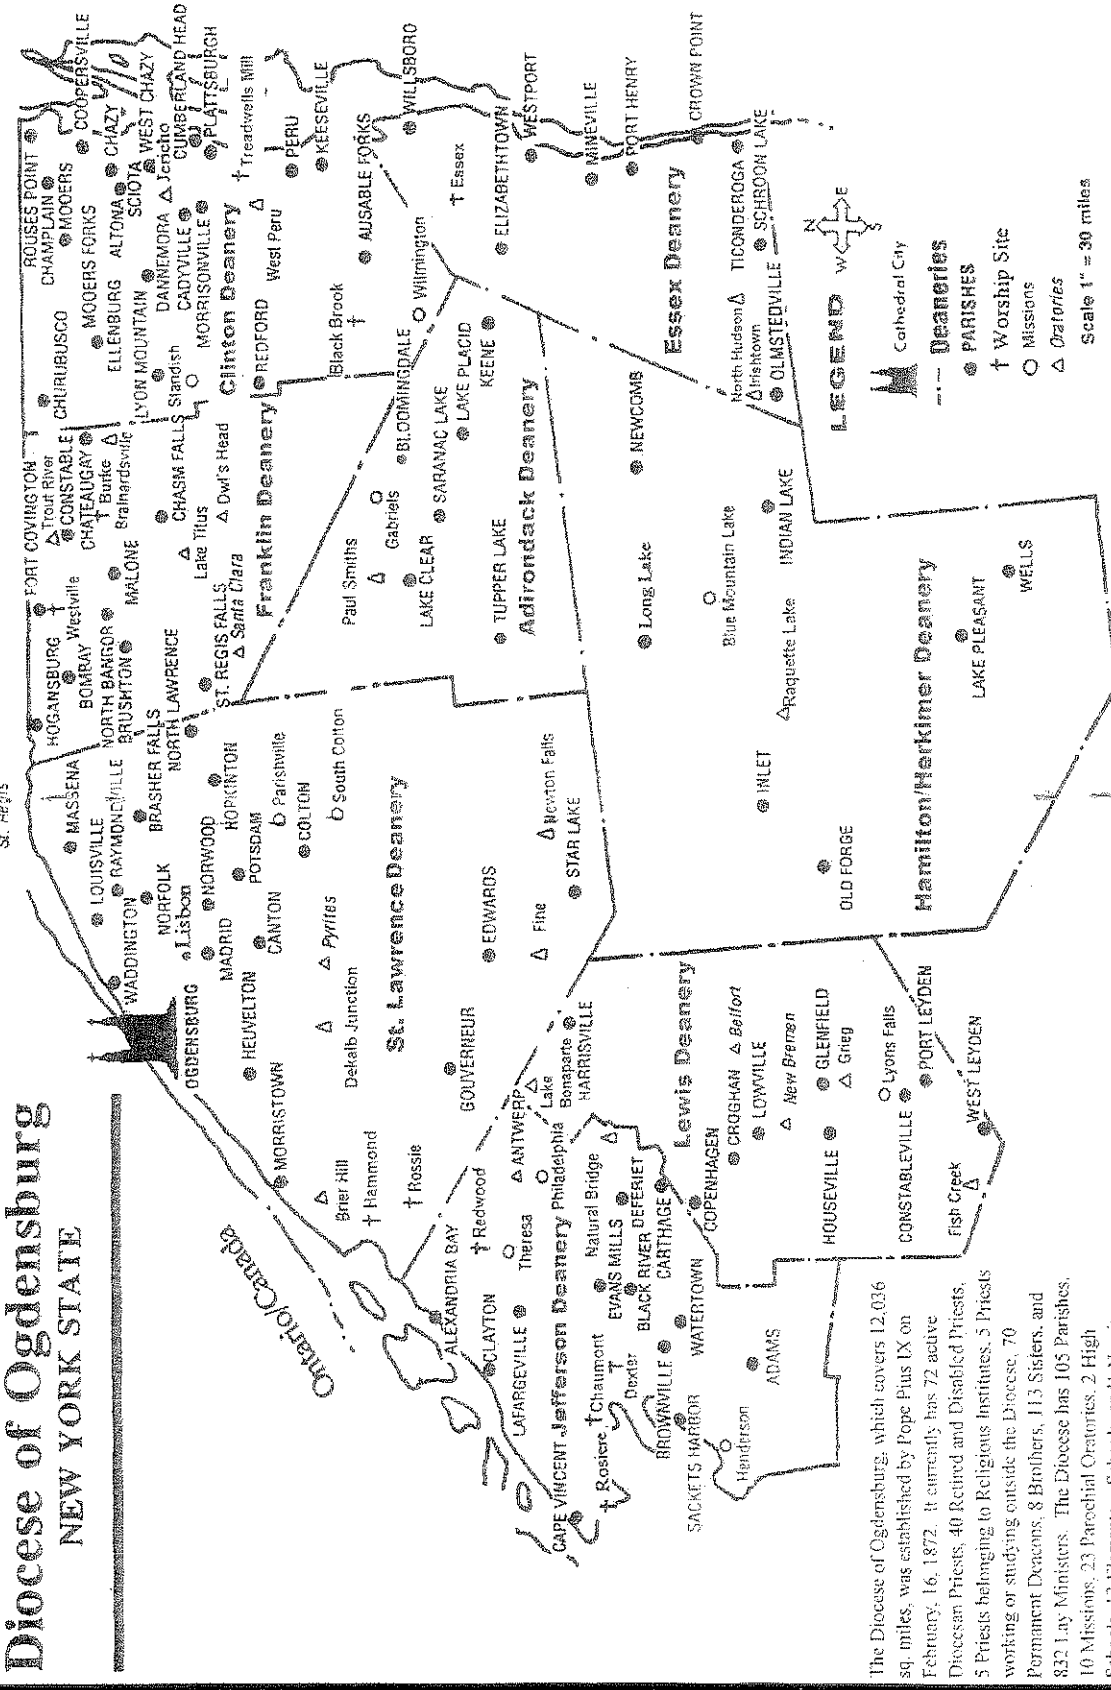 Diocese of Ogdensburg
NEW YORK STATE
St. Regis
Ontario/Canada
OGDENSBURG
WADDINGTON
LOUISVILLE
MASSENA
RAYMONDVILLE
NORFOLK
Lisbon
NORWOOD
MADRID
BRASHER FALLS
NORTH LAWRENCE
HOPKINTON
POTSDAM
Parishville
CANTON
COLTON
South Colton
HEUVELTON
Pyrites
Dekalb Junction
MORRISTOWN
St. Lawrence Deanery
Brier Hill
Hammond
Rossie
GOUVERNEUR
EDWARDS
Fine
Newton Falls
STAR LAKE
HOGANSBURG
FORT COVINGTON
Westville
BOMBAY
NORTH BANGOR
BRUSHTON
MALONE
Trout River
CONSTABLE
CHATEAUGAY
Burke
Brainardsville
CHASM FALLS
Lake Titus
Owl's Head
ST. REGIS FALLS
Santa Clara
Franklin Deanery
ROUSES POINT
CHAMPLAIN
MOOERS
COOPERSVILLE
CHURUBUSCO
MOOERS FORKS
CHAZY
ELLENBURG
ALTONA
SCIOTA
WEST CHAZY
Jericho
LYON MOUNTAIN
DANNEMORA
CUMBERLAND HEAD
Standish
CADYVILLE
PLATTSBURGH
MORRISONVILLE
Clinton Deanery
Treadwells Mill
REDFORD
West Peru
PERU
KEESEVILLE
Black Brook
AUSABLE FORKS
WILLSBORO
Paul Smiths
Gabriels
BLOOMINGDALE
Wilmington
LAKE CLEAR
SARANAC LAKE
LAKE PLACID
KEENE
TUPPER LAKE
Adirondack Deanery
Essex
ELIZABETHTOWN
WESTPORT
MINEVILLE
PORT HENRY
Essex Deanery
CROWN POINT
North Hudson
TICONDEROGA
Irishtown
SCHROON LAKE
OLMSTEDVILLE
NEWCOMB
Long Lake
Blue Mountain Lake
Raquette Lake
INDIAN LAKE
INLET
OLD FORGE
Hamilton/Herkimer Deanery
LAKE PLEASANT
WELLS
ALEXANDRIA BAY
Redwood
ANTWERP
Lake
Bonaparte
HARRISVILLE
CLAYTON
Theresa
Philadelphia
LAFARGEVILLE
Jefferson Deanery
CAPE VINCENT
Natural Bridge
Rosiere
Chaumont
EVANS MILLS
Dexter
BLACK RIVER
DEFERIET
BROWNVILLE
CARTHAGE
SACKETS HARBOR
WATERTOWN
Henderson
ADAMS
COPENHAGEN
Lewis Deanery
CROGHAN
Belfort
LOWVILLE
New Bremen
HOUSEVILLE
GLENFIELD
Grieg
CONSTABLEVILLE
Lyons Falls
PORT LEYDEN
Fish Creek
WEST LEYDEN
LEGEND
N
W
E
S
Cathedral City
Deaneries
PARISHES
Worship Site
Missions
Oratories
Scale 1" = 30 miles
The Diocese of Ogdensburg, which covers 12,036
sq. miles, was established by Pope Pius IX on
February, 16, 1872. It currently has 72 active
Diocesan Priests, 40 Retired and Disabled Priests,
5 Priests belonging to Religious Institutes, 5 Priests
working or studying outside the Diocese, 70
Permanent Deacons, 8 Brothers, 113 Sisters, and
832 Lay Ministers. The Diocese has 105 Parishes,
10 Missions, 23 Parochial Oratories, 2 High